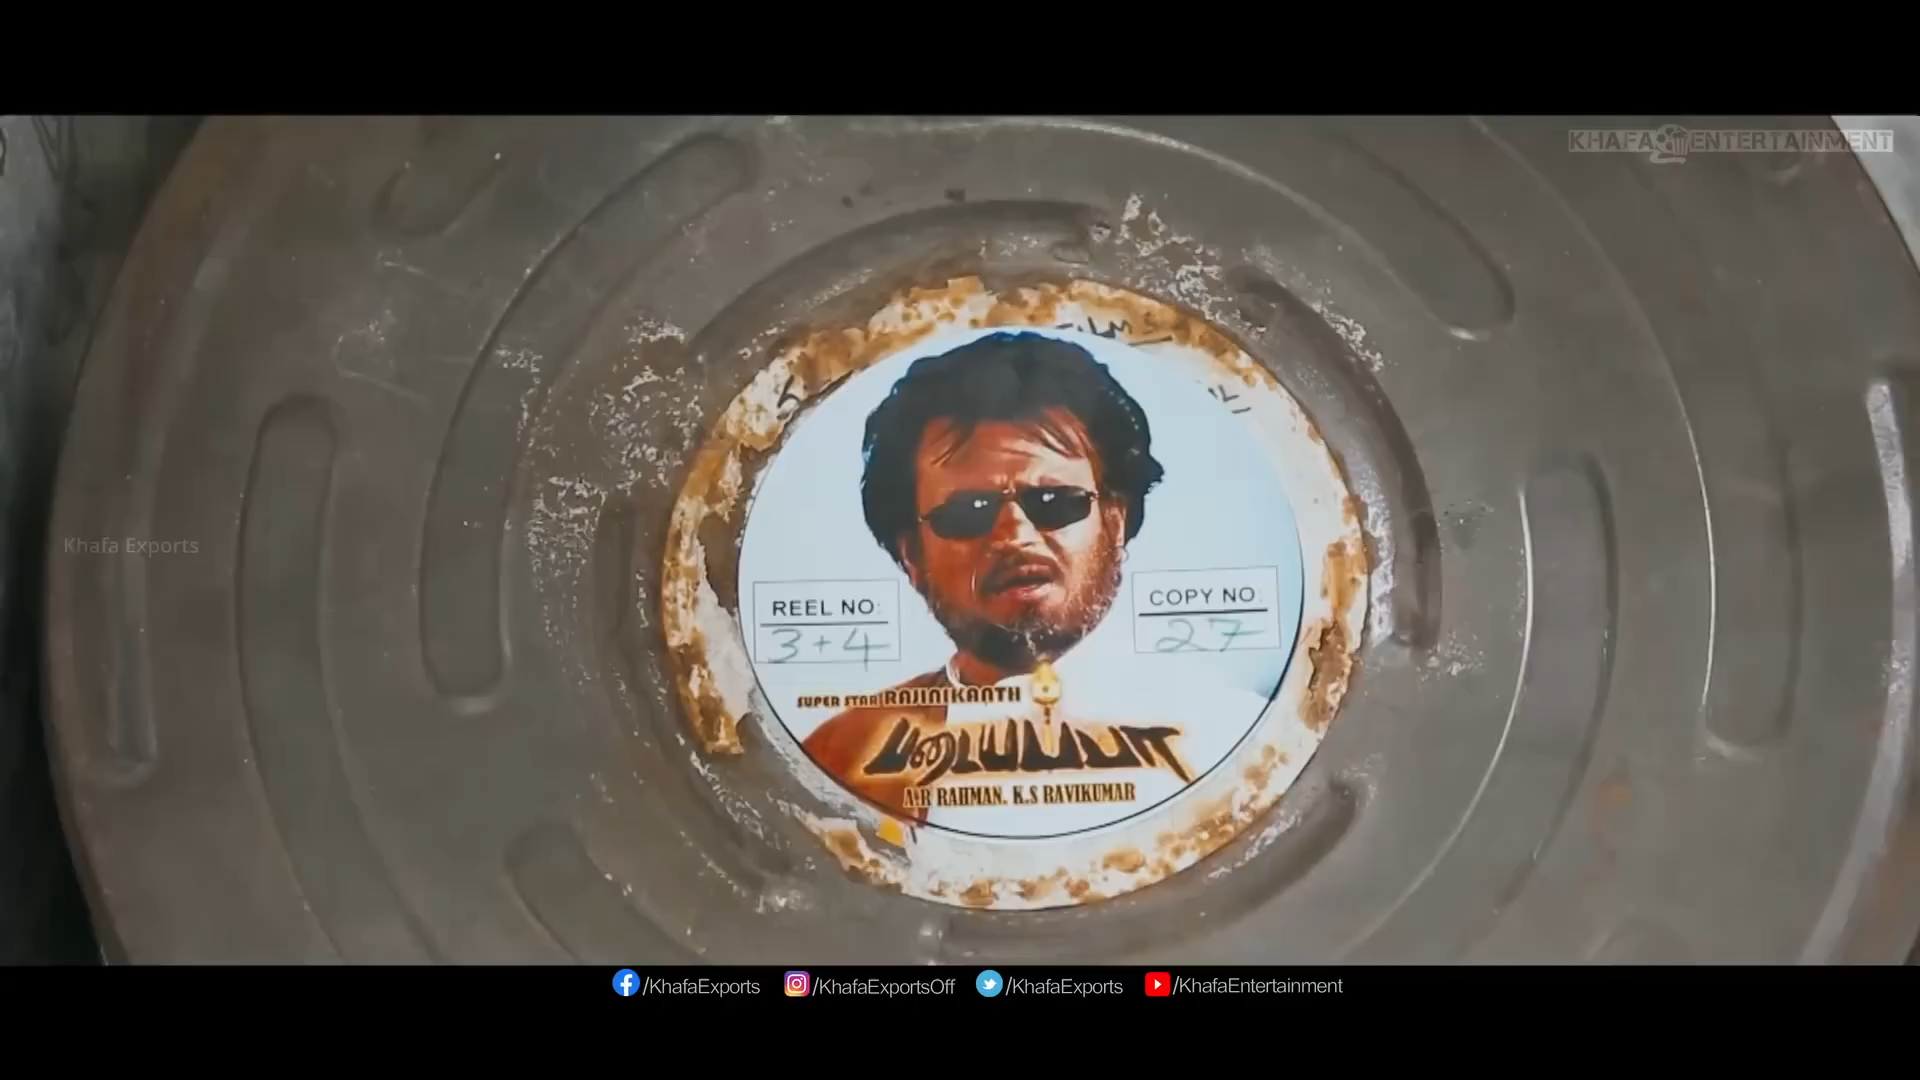 KHAFA ENTERTAINMENT
FILMS
Khafa Exports
REEL NO:
3+4
COPY NO:
27
SUPER STAR RAJINIKANTH
படையப்பா
A.R RAHMAN. K.S RAVIKUMAR
/KhafaExports /KhafaExportsOff /KhafaExports /KhafaEntertainment